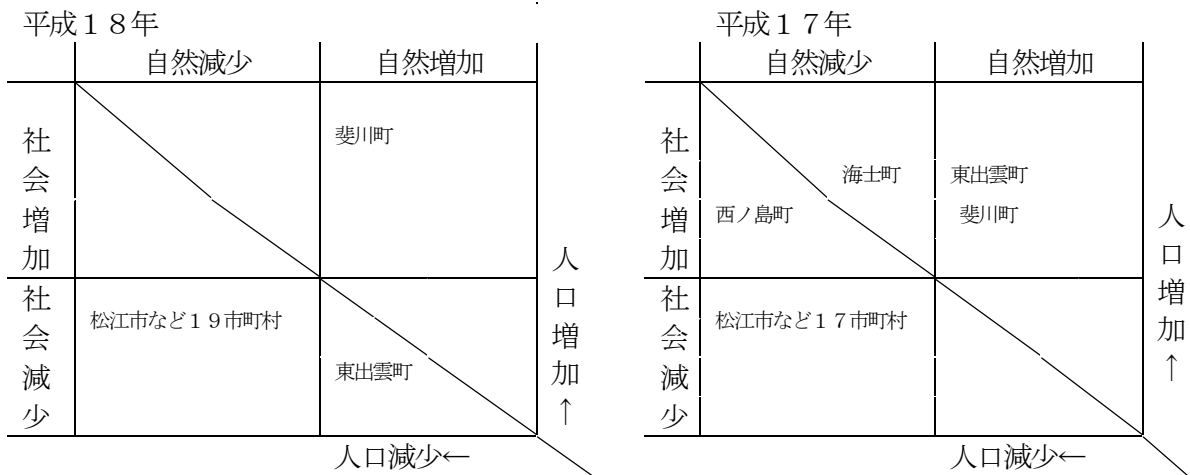 平成１８年
自然減少 自然増加
社会増加
斐川町
社会減少
松江市など１９市町村
東出雲町
人口増加↑
人口減少←
平成１７年
自然減少 自然増加
社会増加
海士町 東出雲町
西ノ島町 斐川町
社会減少
松江市など１７市町村
人口増加↑
人口減少←